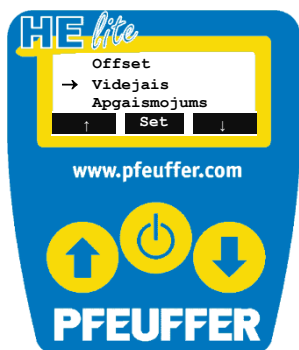 HE lite
Offset
→ Videjais
Apgaismojums
↑ Set ↓
www.pfeuffer.com
PFEUFFER